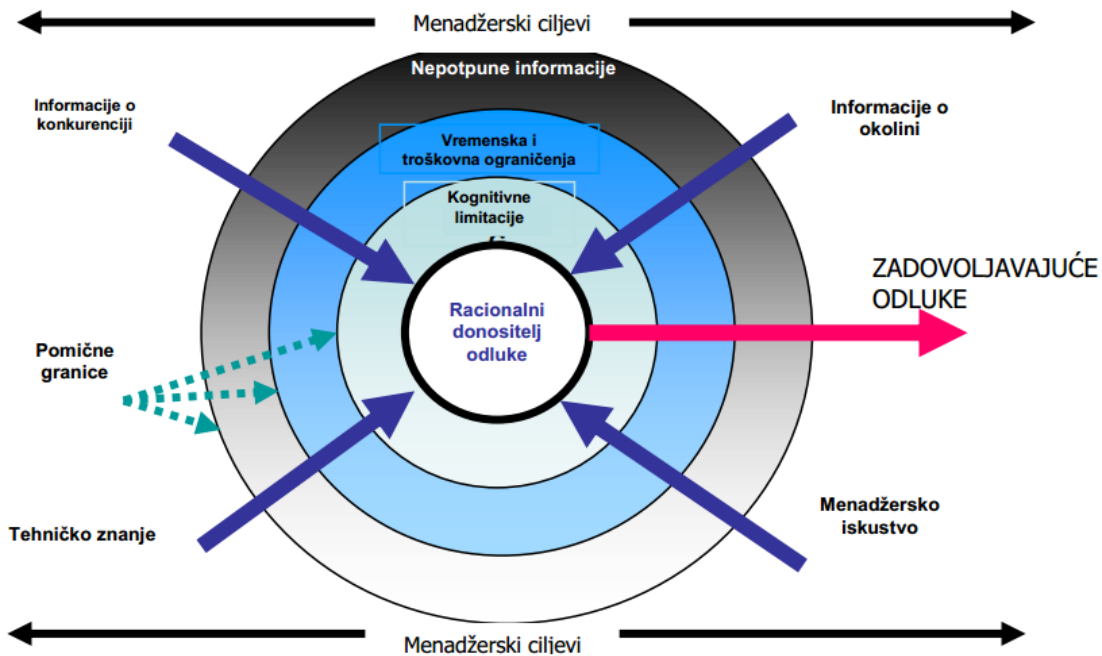 Menadžerski ciljevi
Nepotpune informacije
Informacije o
konkurenciji
Informacije o
okolini
Vremenska i
troškovna ograničenja
Kognitivne
limitacije
ZADOVOLJAVAJUĆE
ODLUKE
Racionalni
donositelj
odluke
Pomične
granice
Tehničko znanje
Menadžersko
iskustvo
Menadžerski ciljevi